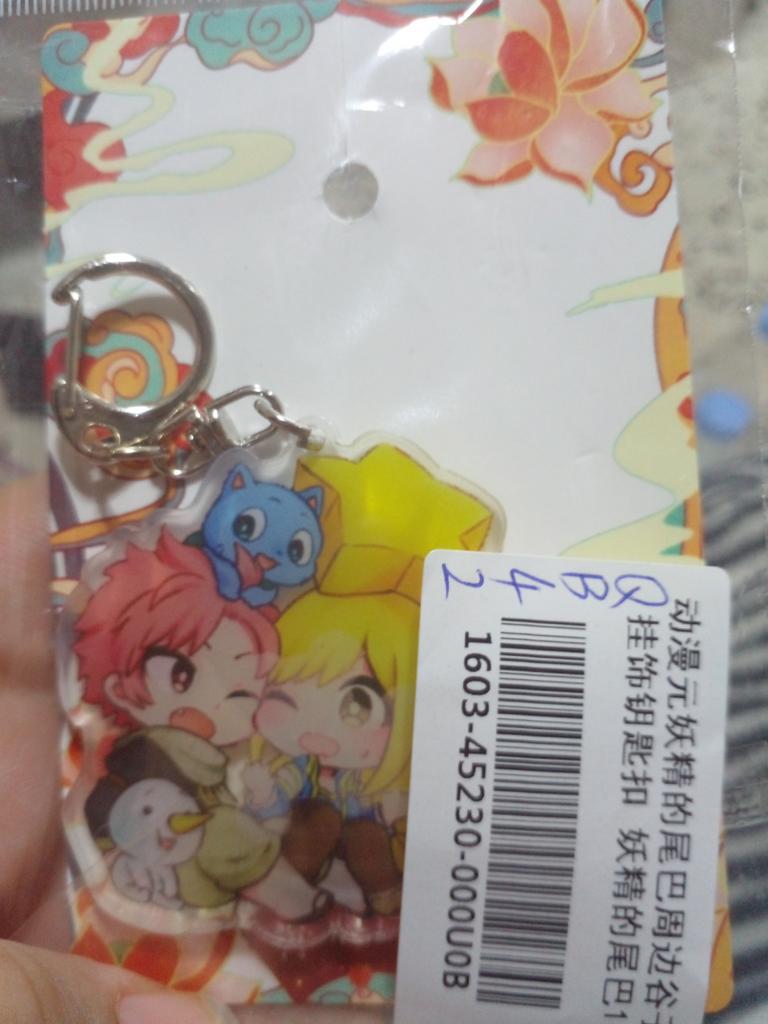 动漫元妖精的尾巴周边谷
挂饰钥匙扣 妖精的尾巴1
QB42
1603-45230-000U0B